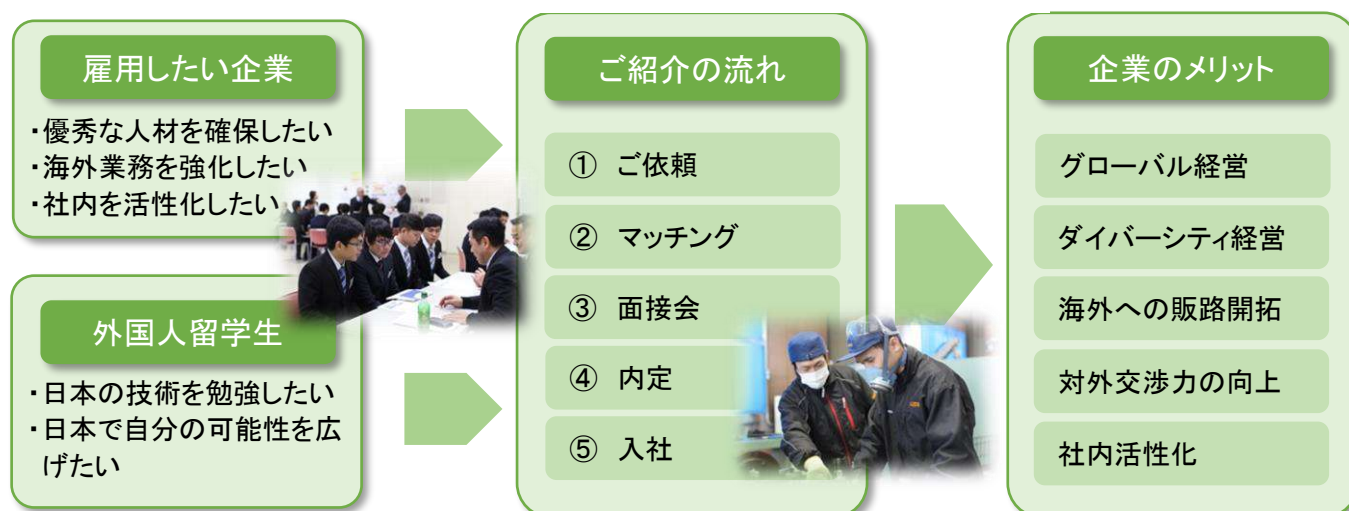 雇用したい企業
・優秀な人材を確保したい
・海外業務を強化したい
・社内を活性化したい
外国人留学生
・日本の技術を勉強したい
・日本で自分の可能性を広
げたい
ご紹介の流れ
① ご依頼
② マッチング
③ 面接会
④ 内定
⑤ 入社
企業のメリット
グローバル経営
ダイバーシティ経営
海外への販路開拓
対外交渉力の向上
社内活性化